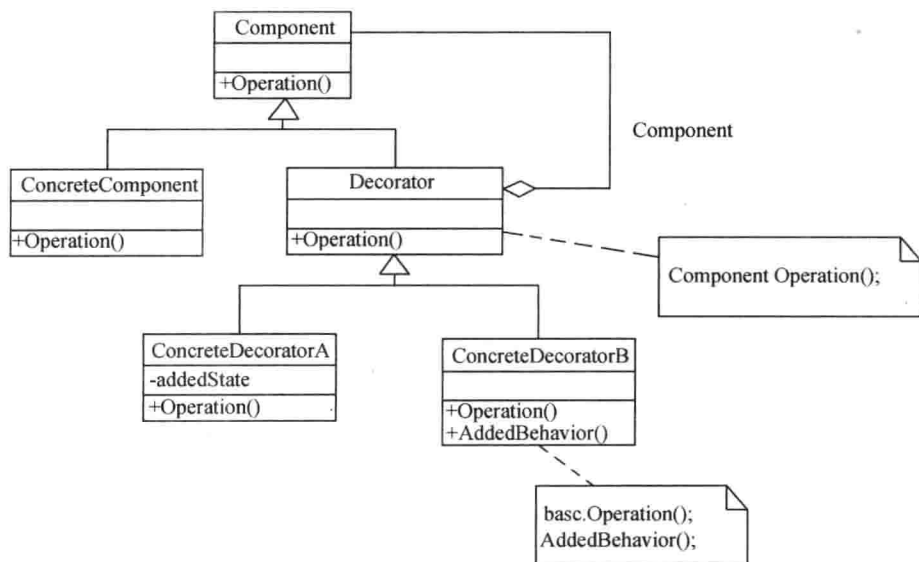 Component
+Operation()
Component
ConcreteComponent
+Operation()
Decorator
+Operation()
Component Operation();
ConcreteDecoratorA
-addedState
+Operation()
ConcreteDecoratorB
+Operation()
+AddedBehavior()
basc.Operation();
AddedBehavior();